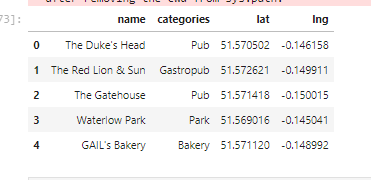 after removing the cwd from sys.path.
73]:
name categories lat lng
0 The Duke's Head Pub 51.570502 -0.146158
1 The Red Lion & Sun Gastropub 51.572621 -0.149911
2 The Gatehouse Pub 51.571418 -0.150015
3 Waterlow Park Park 51.569016 -0.145041
4 GAIL's Bakery Bakery 51.571120 -0.148992